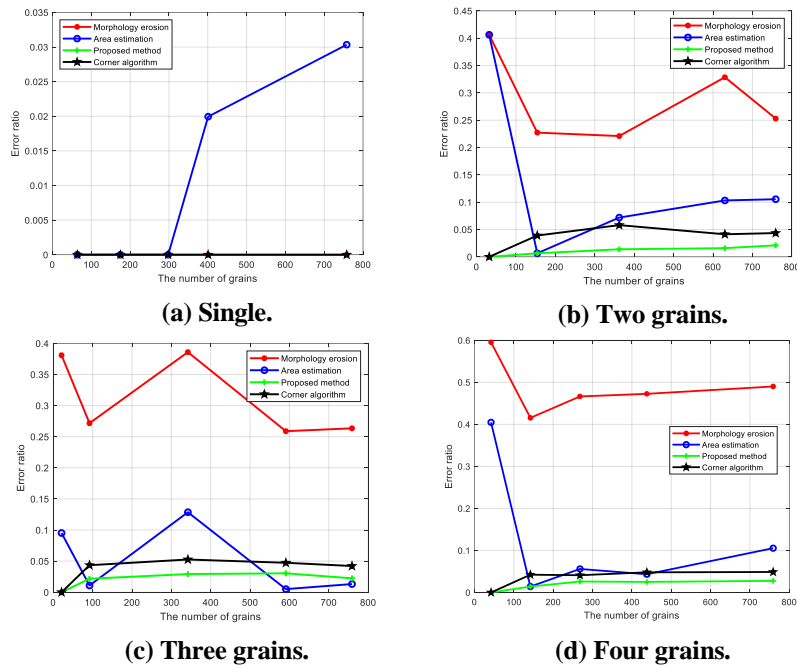 0.035
0.03
0.025
0.02
0.015
0.01
0.005
0
Error ratio
Morphology erosion
Area estimation
Proposed method
Corner algorithm
0 100 200 300 400 500 600 700 800
The number of grains
(a) Single.
0.45
0.4
0.35
0.3
0.25
0.2
0.15
0.1
0.05
0
Error ratio
Morphology erosion
Area estimation
Proposed method
Corner algorithm
0 100 200 300 400 500 600 700 800
The number of grains
(b) Two grains.
0.4
0.35
0.3
0.25
0.2
0.15
0.1
0.05
0
Error ratio
Morphology erosion
Area estimation
Proposed method
Corner algorithm
0 100 200 300 400 500 600 700 800
The number of grains
(c) Three grains.
0.6
0.5
0.4
0.3
0.2
0.1
0
Error ratio
Morphology erosion
Area estimation
Proposed method
Corner algorithm
0 100 200 300 400 500 600 700 800
The number of grains
(d) Four grains.